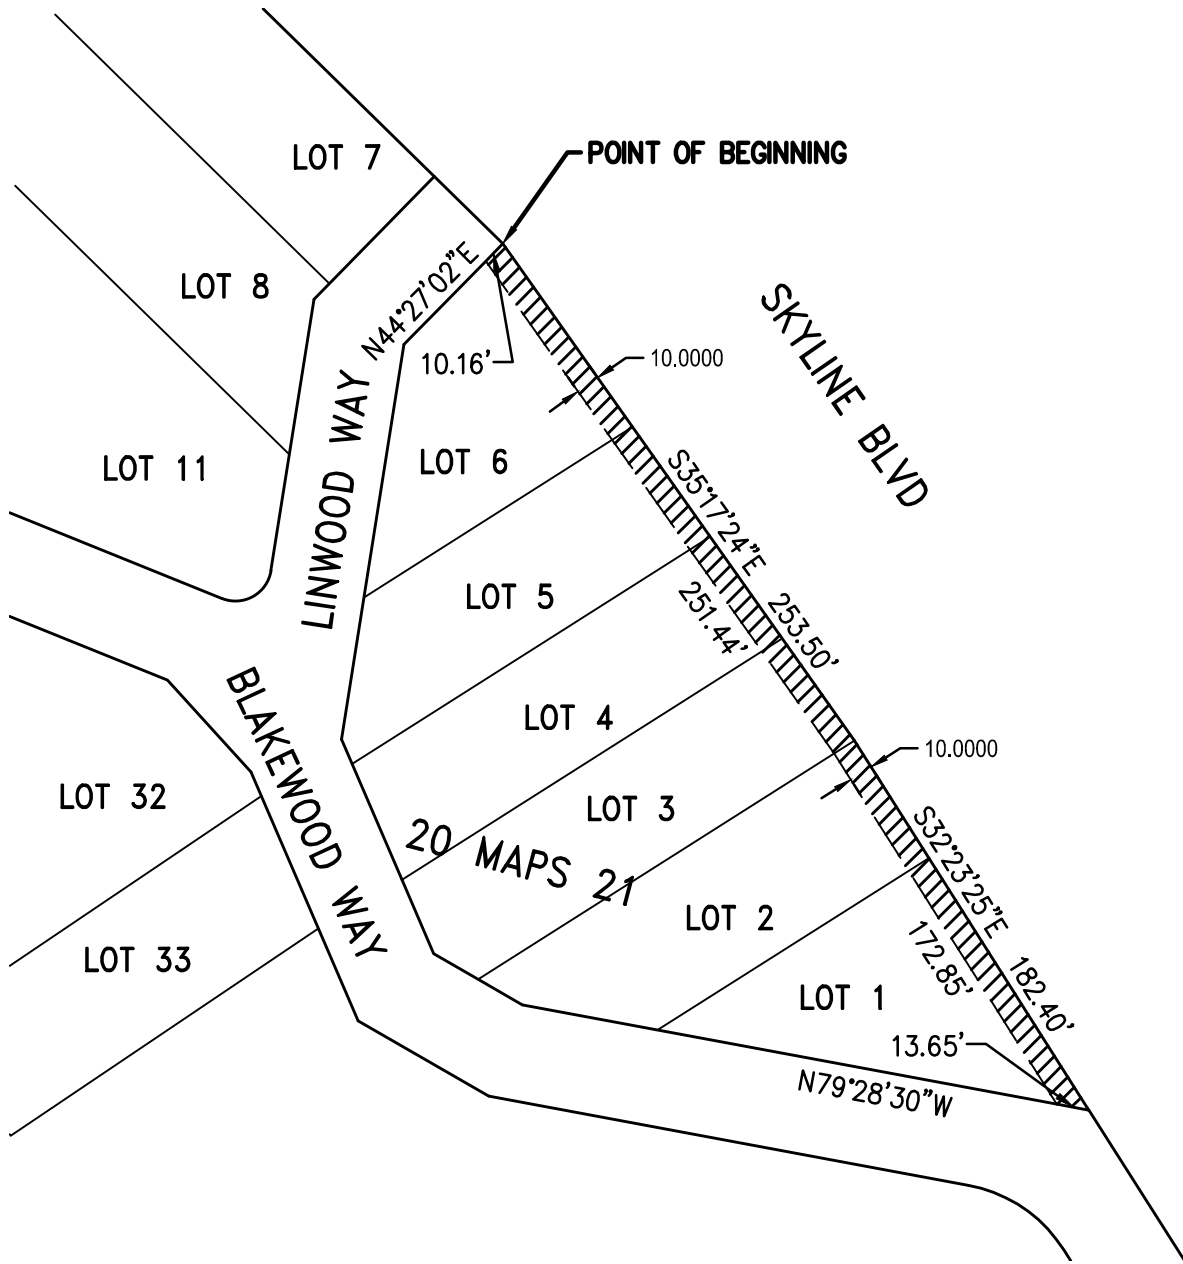 LOT 7
POINT OF BEGINNING
LOT 8
N44°27'02"E
SKYLINE BLVD
10.16'
10.0000
LOT 11
LINWOOD WAY
LOT 6
S35°17'24"E 253.50'
251.44'
LOT 5
BLAKEWOOD WAY
LOT 4
10.0000
LOT 32
LOT 3
20 MAPS 21
S32°23'25"E 182.40'
172.85'
LOT 2
LOT 33
LOT 1
13.65'
N79°28'30"W